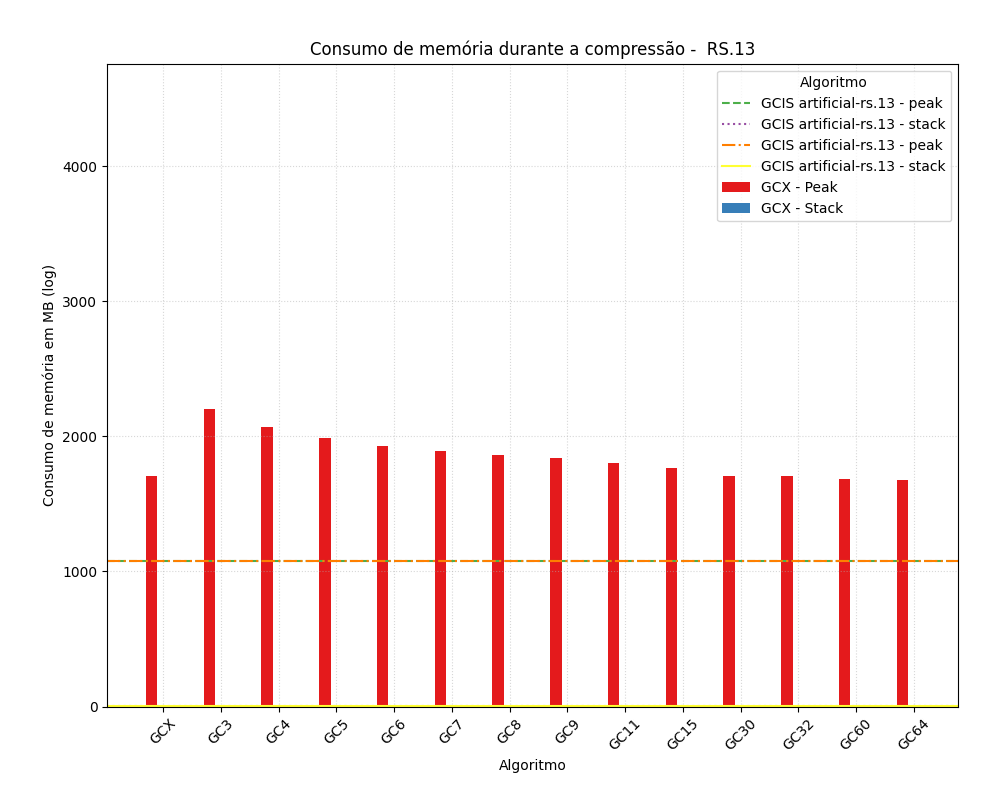 Consumo de memória durante a compressão -  RS.13
Consumo de memória em MB (log)
4000
3000
2000
1000
0
Algoritmo
GCIS artificial-rs.13 - peak
GCIS artificial-rs.13 - stack
GCIS artificial-rs.13 - peak
GCIS artificial-rs.13 - stack
GCX - Peak
GCX - Stack
GCX
GC3
GC4
GC5
GC6
GC7
GC8
GC9
GC11
GC15
GC30
GC32
GC60
GC64
Algoritmo